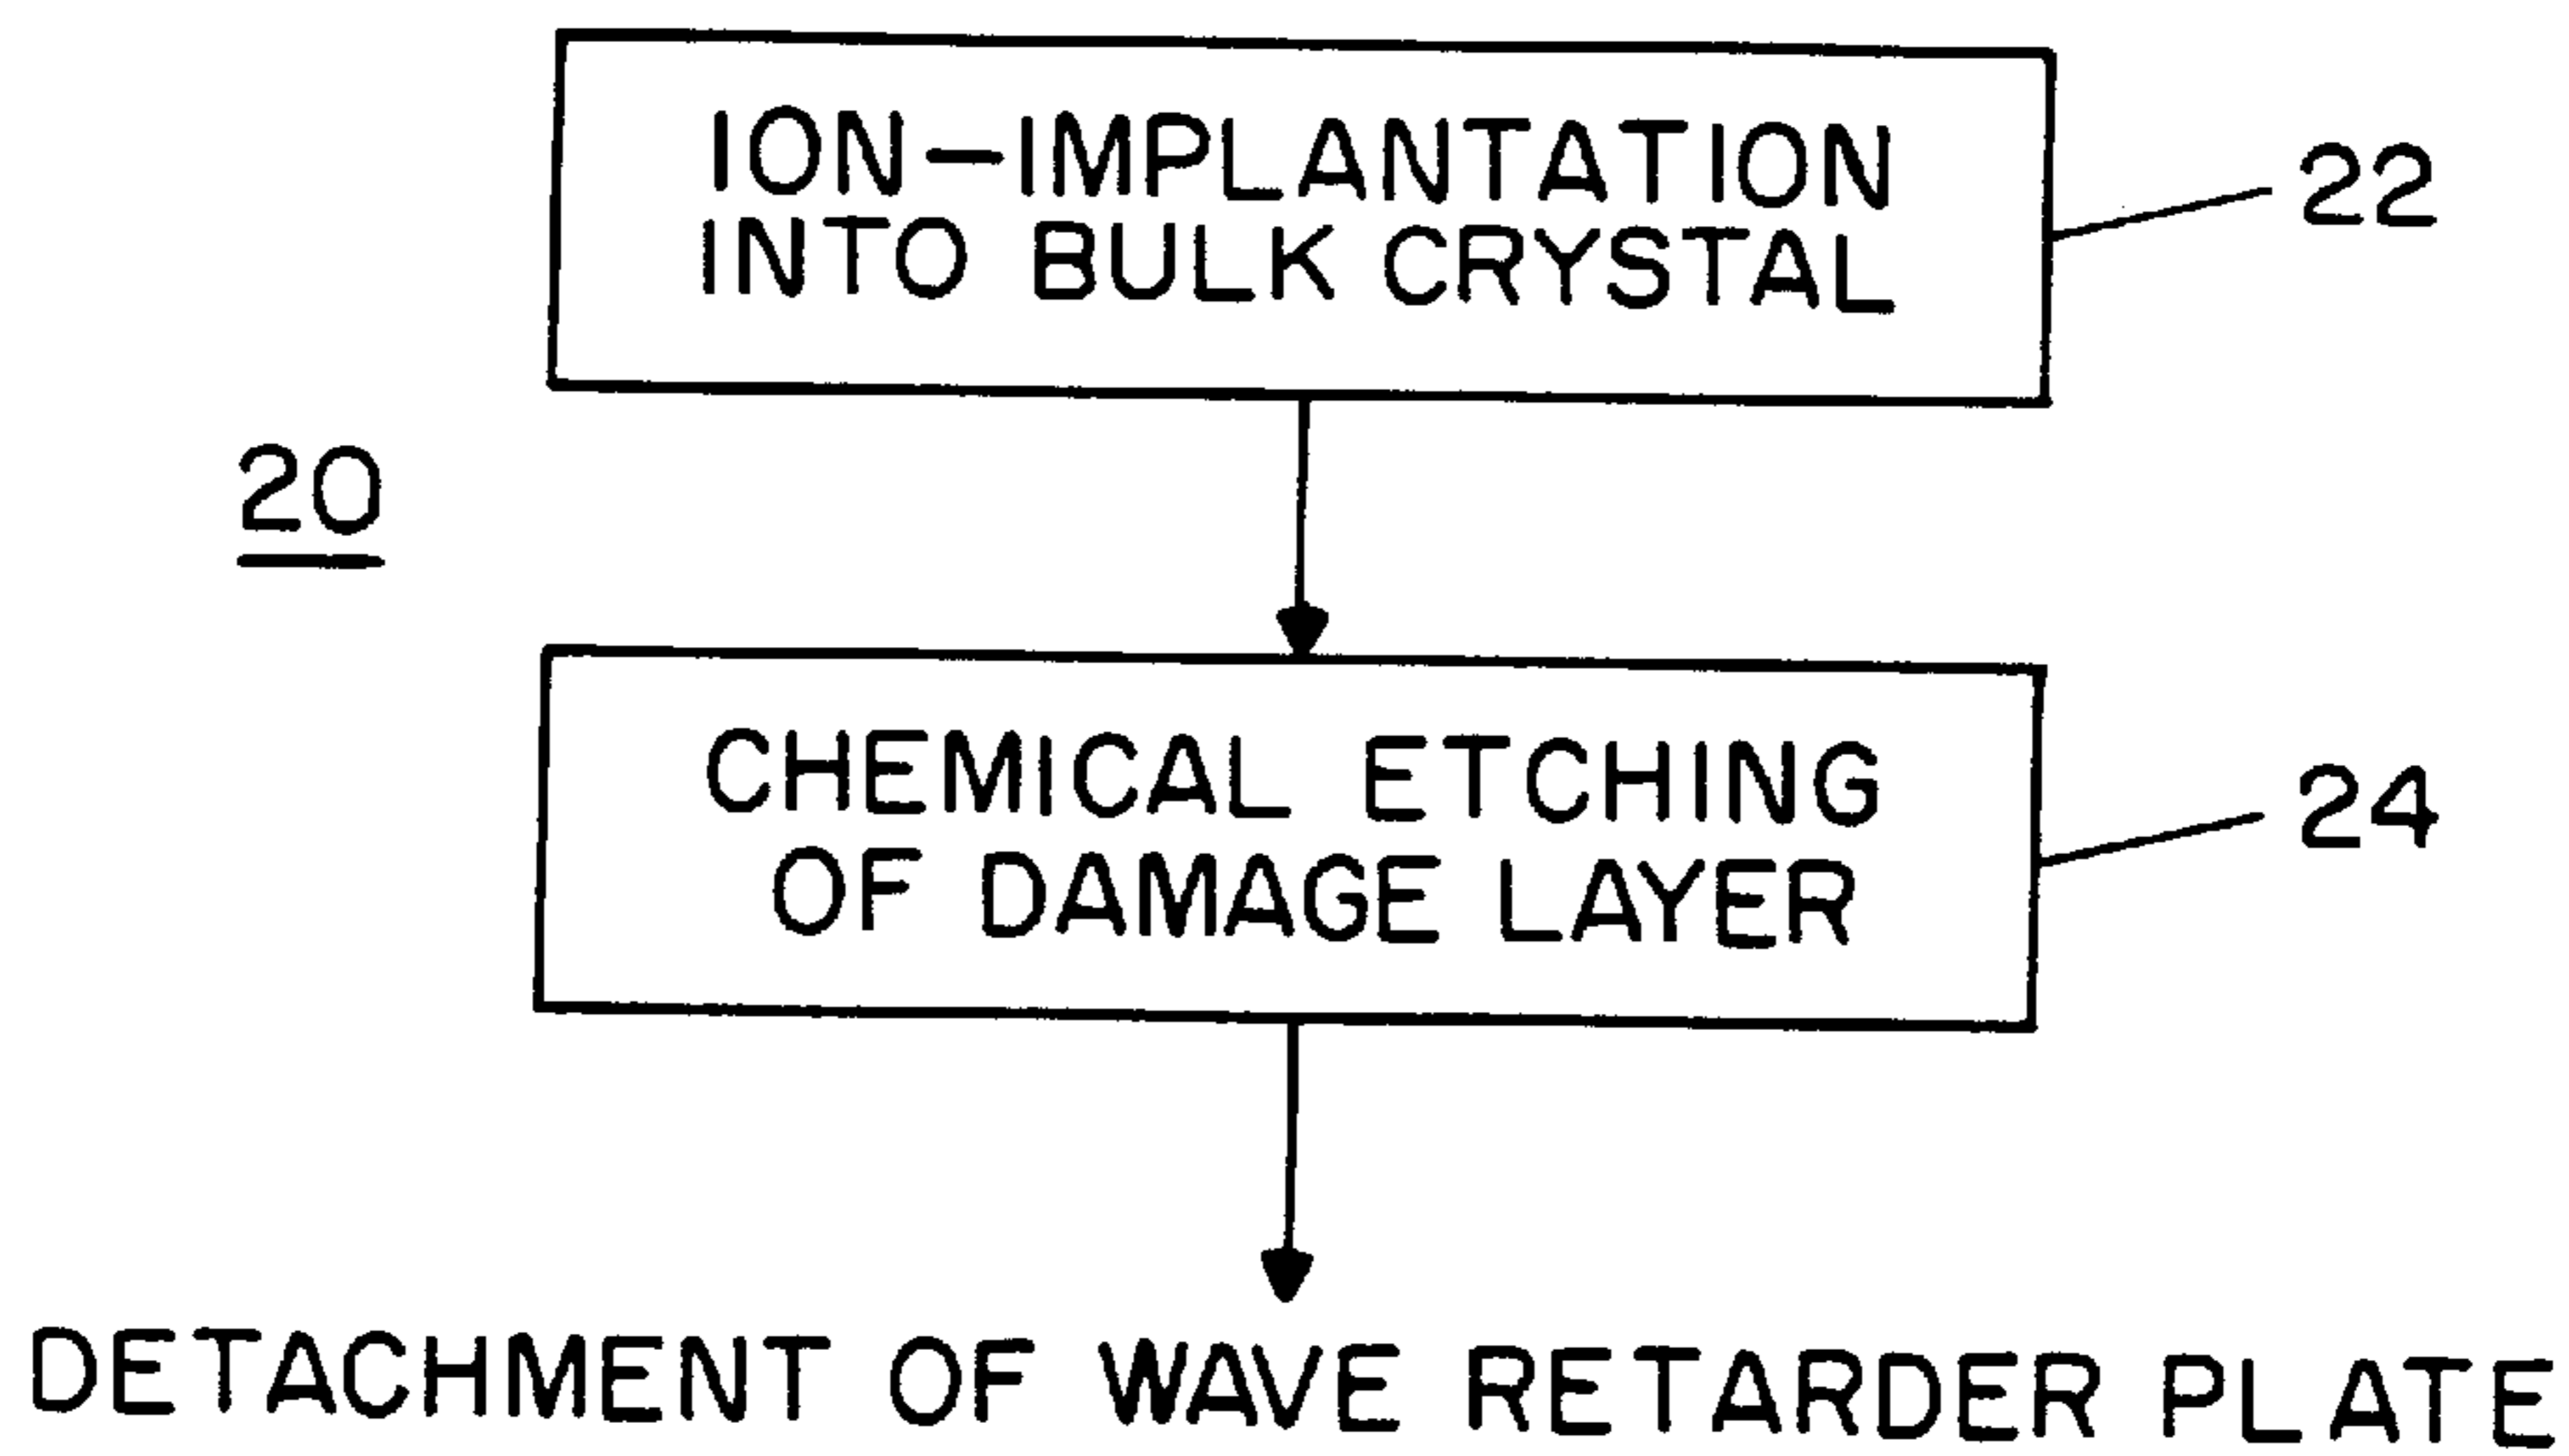 ION-IMPLANTATION
INTO BULK CRYSTAL
22
20
CHEMICAL ETCHING
OF DAMAGE LAYER
24
DETACHMENT OF WAVE RETARDER PLATE